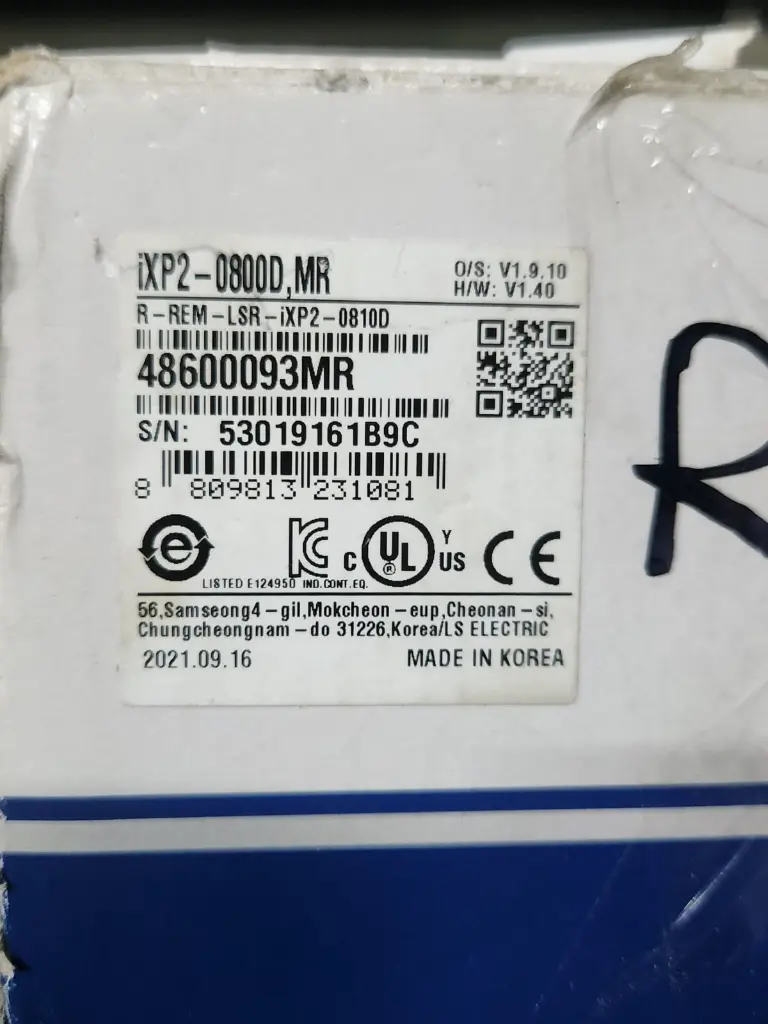 iXP2-0800D,MR
O/S: V1.9.10
H/W: V1.40
R-REM-LSR-iXP2-0810D
48600093MR
S/N: 53019161B9C
8 809813 231081
e
KC
c UL ® Y US
CE
LISTED E124950 IND.CONT.EQ.
56,Samseong4-gil,Mokcheon-eup,Cheonan-si,
Chungcheongnam-do 31226,Korea/LS ELECTRIC
2021.09.16
MADE IN KOREA
R